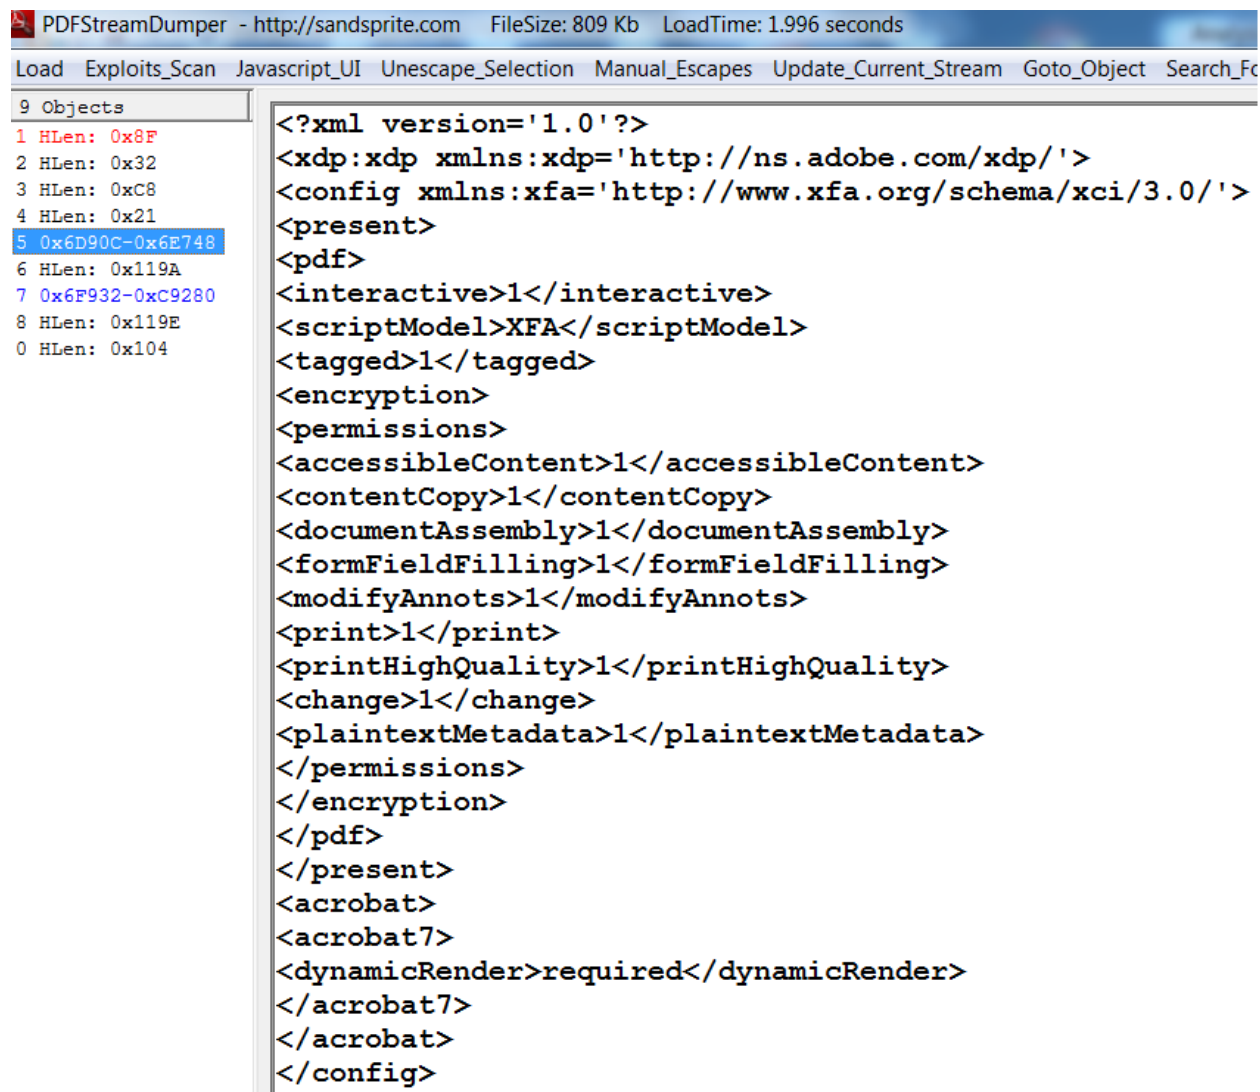 PDFStreamDumper - http://sandsprite.com FileSize: 809 Kb LoadTime: 1.996 seconds
Load Exploits_Scan Javascript_UI Unescape_Selection Manual_Escapes Update_Current_Stream Goto_Object
9 Objects
1 HLen: 0x8F
2 HLen: 0x32
3 HLen: 0xC8
4 HLen: 0x21
5 0x6D90C-0x6E748
6 HLen: 0x119A
7 0x6F932-0xC9280
8 HLen: 0x119E
0 HLen: 0x104
<?xml version='1.0'?>
<xdp:xdp xmlns:xdp='http://ns.adobe.com/xdp/'>
<config xmlns:xfa='http://www.xfa.org/schema/xci/3.0/'>
<present>
<pdf>
<interactive>1</interactive>
<scriptModel>XFA</scriptModel>
<tagged>1</tagged>
<encryption>
<permissions>
<accessibleContent>1</accessibleContent>
<contentCopy>1</contentCopy>
<documentAssembly>1</documentAssembly>
<formFieldFilling>1</formFieldFilling>
<modifyAnnots>1</modifyAnnots>
<print>1</print>
<printHighQuality>1</printHighQuality>
<change>1</change>
<plaintextMetadata>1</plaintextMetadata>
</permissions>
</encryption>
</pdf>
</present>
<acrobat>
<acrobat7>
<dynamicRender>required</dynamicRender>
</acrobat7>
</acrobat>
</config>